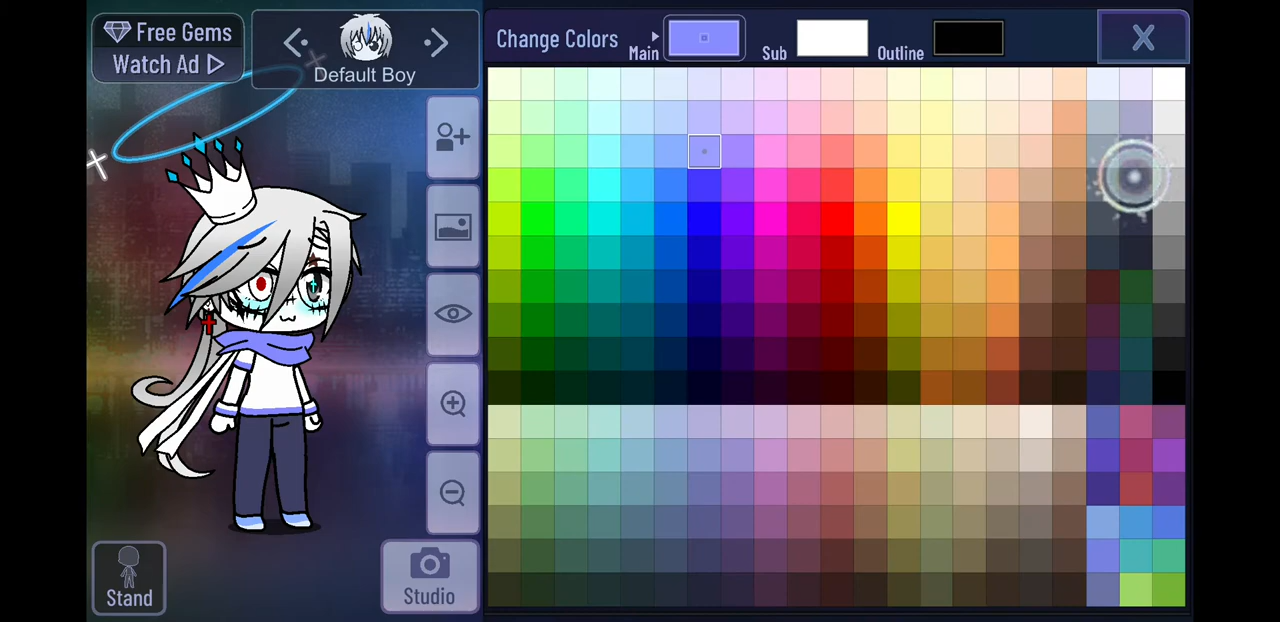 Free Gems
Watch Ad
Default Boy
Change Colors
Main
Sub
Outline
X
Stand
Studio